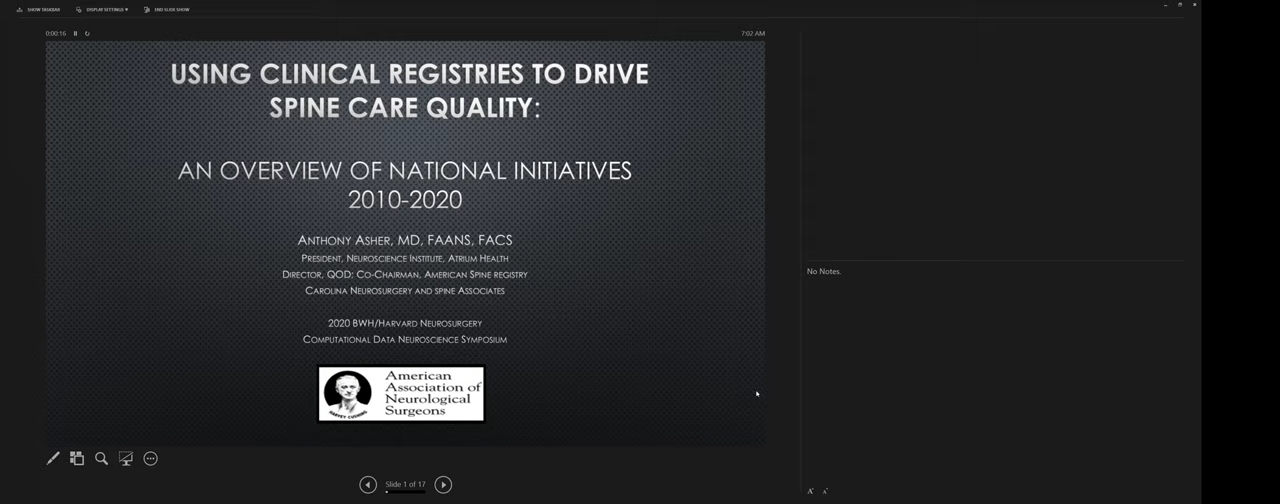 SHOW TASKBAR
DISPLAY SETTINGS ▾
END SLIDE SHOW
0:00:16
7:02 AM
USING CLINICAL REGISTRIES TO DRIVE
SPINE CARE QUALITY:
AN OVERVIEW OF NATIONAL INITIATIVES
2010-2020
ANTHONY ASHER, MD, FAANS, FACS
PRESIDENT, NEUROSCIENCE INSTITUTE, ATRIUM HEALTH
DIRECTOR, QOD; CO-CHAIRMAN, AMERICAN SPINE REGISTRY
CAROLINA NEUROSURGERY AND SPINE ASSOCIATES
2020 BWH/HARVARD NEUROSURGERY
COMPUTATIONAL DATA NEUROSCIENCE SYMPOSIUM
HARVEY CUSHING
American
Association of
Neurological
Surgeons
No Notes.
Slide 1 of 17
A A